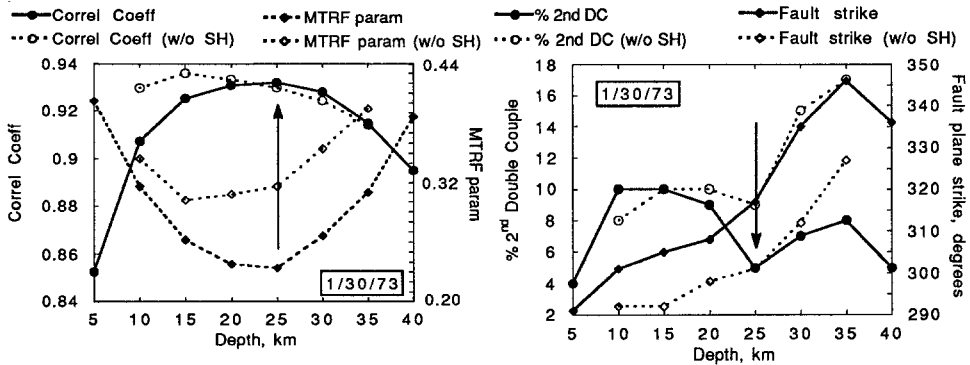 Correl Coeff
MTRF param
Correl Coeff (w/o SH)
MTRF param (w/o SH)
0.94
0.92
0.9
0.88
0.86
0.84
Correl Coeff
0.44
0.32
0.20
MTRF param
1/30/73
5 10 15 20 25 30 35 40
Depth, km
% 2nd DC
Fault strike
% 2nd DC (w/o SH)
Fault strike (w/o SH)
18
16
14
12
10
8
6
4
2
% 2nd Double Couple
1/30/73
350
340
330
320
310
300
290
Fault plane strike, degrees
5 10 15 20 25 30 35 40
Depth, km